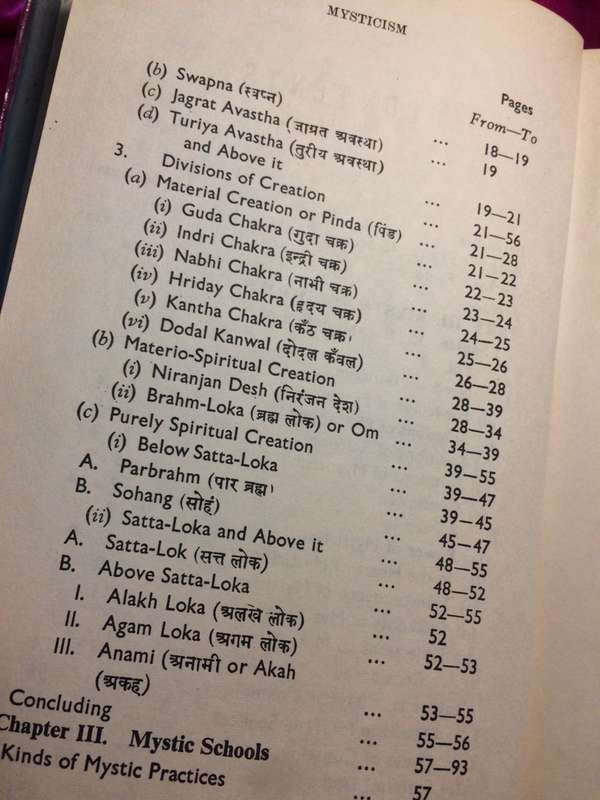 MYSTICISM
Pages
From—To
(b) Swapna (स्वप्न) ... 18—19
(c) Jagrat Avastha (जाग्रत अवस्था) ... 19
(d) Turiya Avastha (तुरीय अवस्था)
and Above it ... 19—21
3. Divisions of Creation ... 21—56
(a) Material Creation or Pinda (पिंड) ... 21—28
(i) Guda Chakra (गुदा चक्र) ... 21—22
(ii) Indri Chakra (इन्द्री चक्र) ... 22—23
(iii) Nabhi Chakra (नाभी चक्र) ... 23—24
(iv) Hriday Chakra (हृदय चक्र) ... 24—25
(v) Kantha Chakra (कँठ चक्र) ... 25—26
(vi) Dodal Kanwal (दोदल कँवल) ... 26—28
(b) Materio-Spiritual Creation ... 28—39
(i) Niranjan Desh (निरंजन देश) ... 28—34
(ii) Brahm-Loka (ब्रह्म लोक) or Om ... 34—39
(c) Purely Spiritual Creation ... 39—55
(i) Below Satta-Loka ... 39—47
A. Parbrahm (पार ब्रह्म) ... 39—45
B. Sohang (सोहं) ... 45—47
(ii) Satta-Loka and Above it ... 48—55
A. Satta-Lok (सत्त लोक) ... 48—52
B. Above Satta-Loka ... 52—55
I. Alakh Loka (अलख लोक) ... 52
II. Agam Loka (अगम लोक) ... 52—53
III. Anami (अनामी or Akah
(अकह) ... 53—55
Concluding ... 55—56
Chapter III. Mystic Schools ... 57—93
Kinds of Mystic Practices ... 57